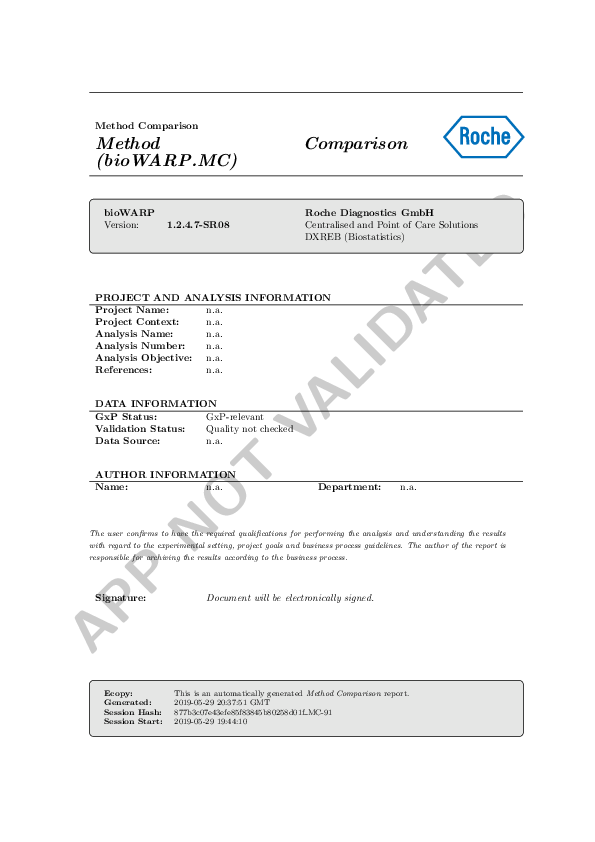 Method Comparison
Method Comparison
(bioWARP.MC)
Roche
bioWARP
Version: 1.2.4.7-SR08
Roche Diagnostics GmbH
Centralised and Point of Care Solutions
DXREB (Biostatistics)
PROJECT AND ANALYSIS INFORMATION
Project Name: n.a.
Project Context: n.a.
Analysis Name: n.a.
Analysis Number: n.a.
Analysis Objective: n.a.
References: n.a.
DATA INFORMATION
GxP Status: GxP-relevant
Validation Status: Quality not checked
Data Source: n.a.
AUTHOR INFORMATION
Name: n.a. Department: n.a.
The user confirms to have the required qualifications for performing the analysis and understanding the results
with regard to the experimental setting, project goals and business process guidelines. The author of the report is
responsible for archiving the results according to the business process.
Signature: Document will be electronically signed.
Ecopy: This is an automatically generated Method Comparison report.
Generated: 2019-05-29 20:37:51 GMT
Session Hash: 877b3c07e43efe85f83845b80258d01f.MC-91
Session Start: 2019-05-29 19:44:10
APP NOT VALIDATED